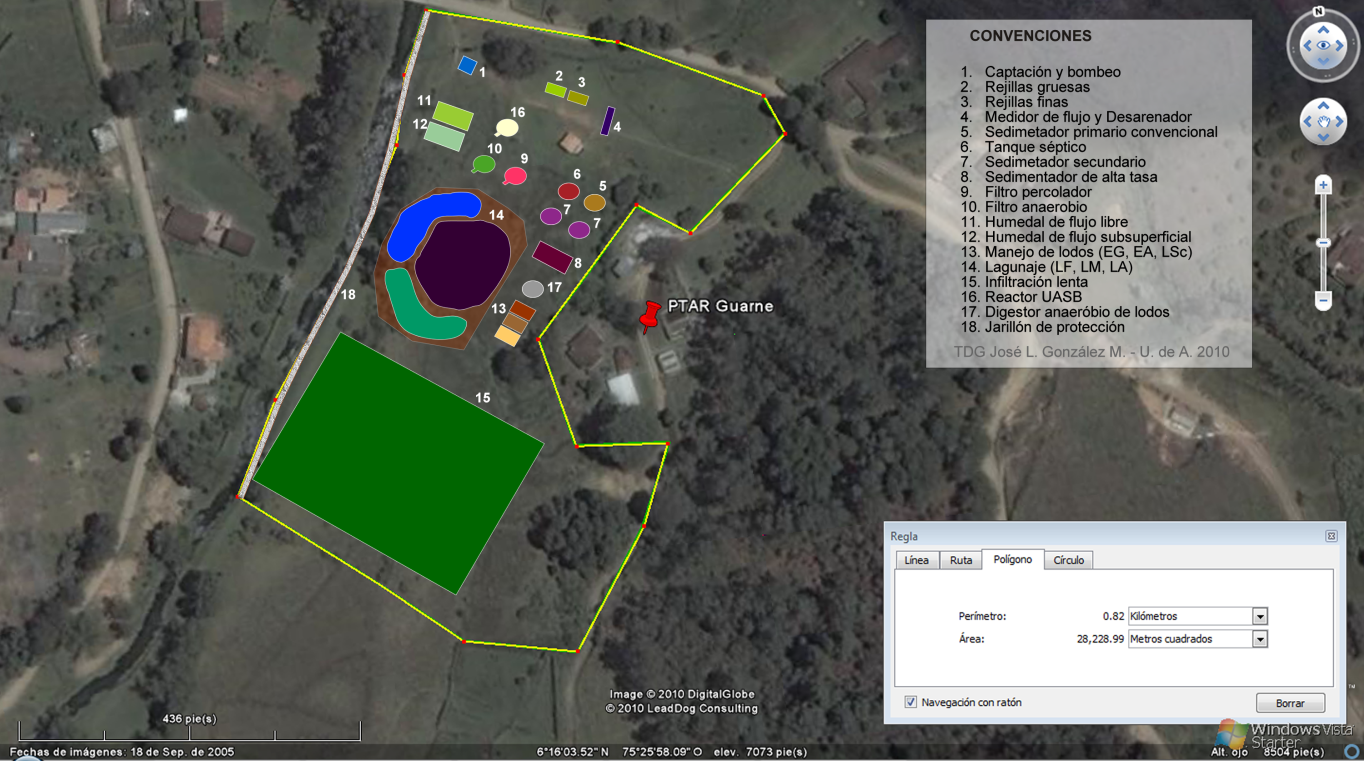 CONVENCIONES
1. Captación y bombeo
2. Rejillas gruesas
3. Rejillas finas
4. Medidor de flujo y Desarenador
5. Sedimetador primario convencional
6. Tanque séptico
7. Sedimetador secundario
8. Sedimentador de alta tasa
9. Filtro percolador
10. Filtro anaerobio
11. Humedal de flujo libre
12. Humedal de flujo subsuperficial
13. Manejo de lodos (EG, EA, LSc)
14. Lagunaje (LF, LM, LA)
15. Infiltración lenta
16. Reactor UASB
17. Digestor anaeróbio de lodos
18. Jarillón de protección
TDG José L. González M. - U. de A. 2010
N
1
2
3
4
11
12
16
10
9
6
5
7
7
14
8
17
13
18
15
PTAR Guarne
Regla
Línea Ruta Polígono Círculo
Perímetro: 0.82 Kilómetros
Área: 28,228.99 Metros cuadrados
Navegación con ratón Borrar
Image © 2010 DigitalGlobe
© 2010 LeadDog Consulting
436 pie(s)
Windows Vista
Starter
Fechas de imágenes: 18 de Sep. de 2005 6°16'03.52" N 75°25'58.09" O elev. 7073 pie(s) Alt. ojo 8504 pie(s)